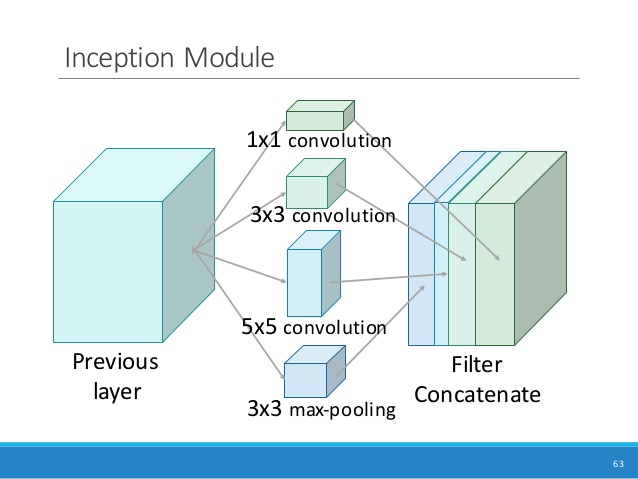 Inception Module
1x1 convolution
3x3 convolution
5x5 convolution
3x3 max-pooling
Previous
layer
Filter
Concatenate
63